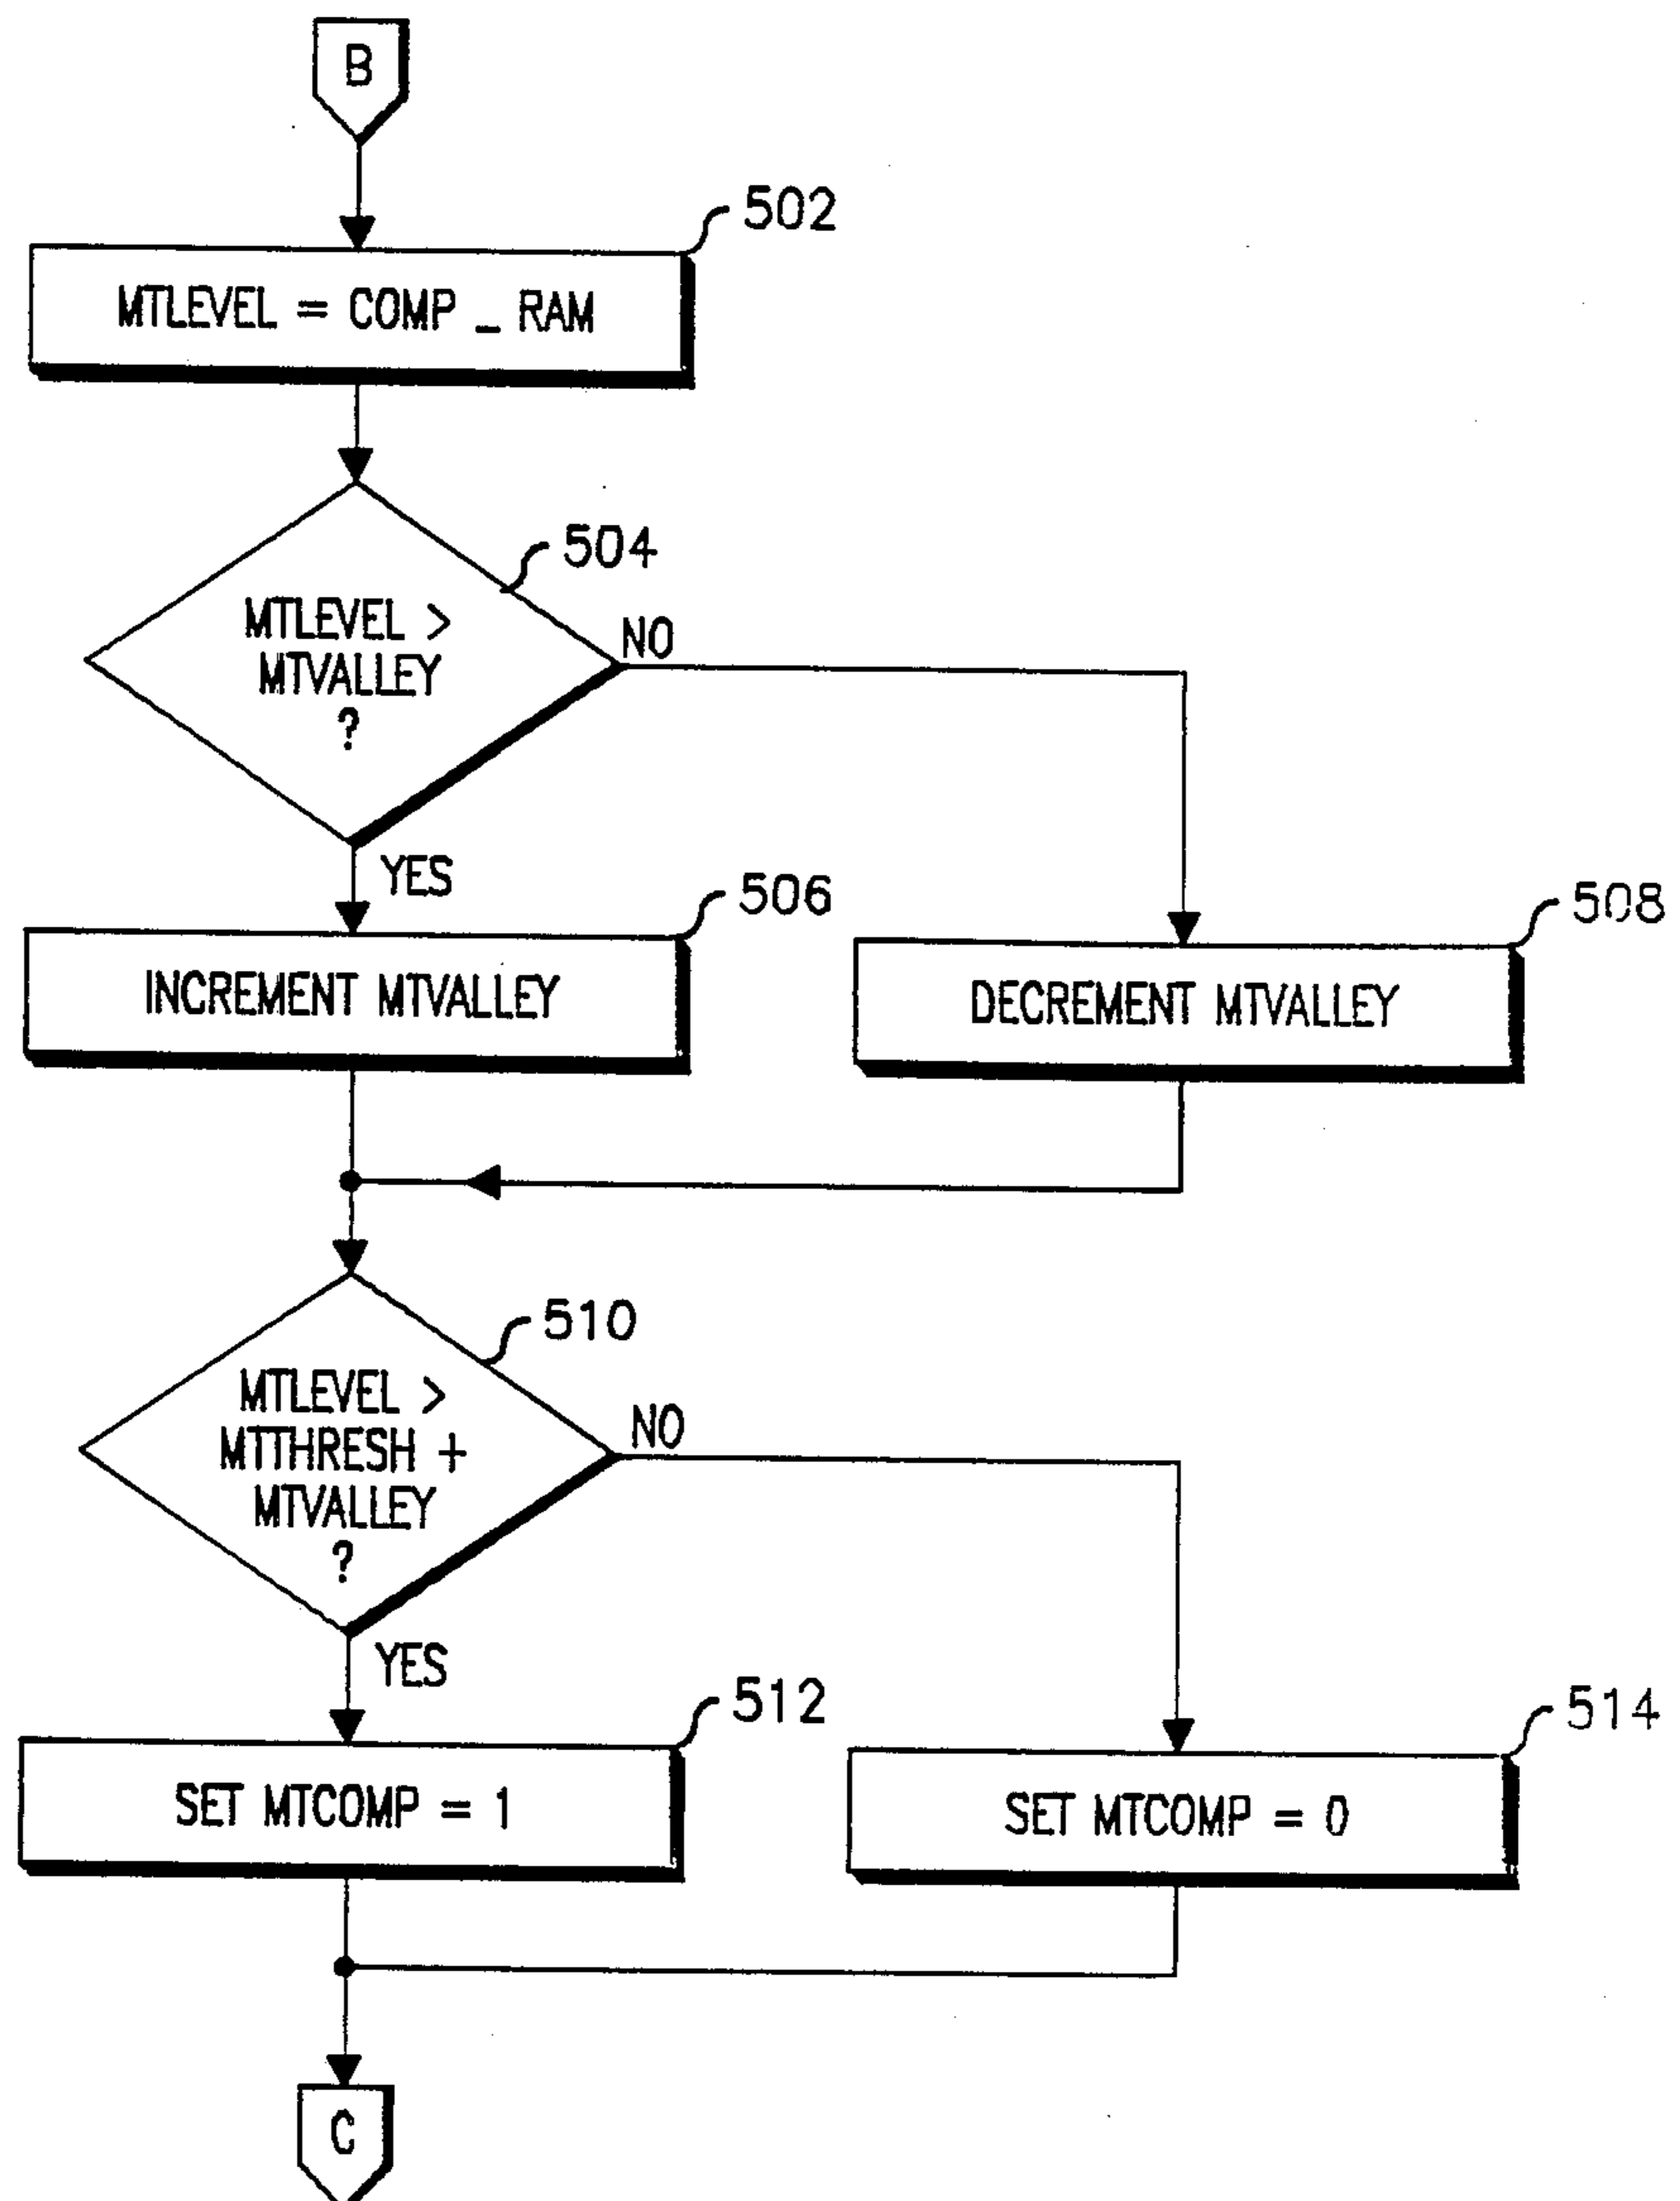 B
502
MTLEVEL = COMP _ RAM
504
MTLEVEL >
MTVALLEY
?
NO
YES
506
INCREMENT MTVALLEY
508
DECREMENT MTVALLEY
510
MTLEVEL >
MTTHRESH +
MTVALLEY
?
NO
YES
512
SET MTCOMP = 1
514
SET MTCOMP = 0
C